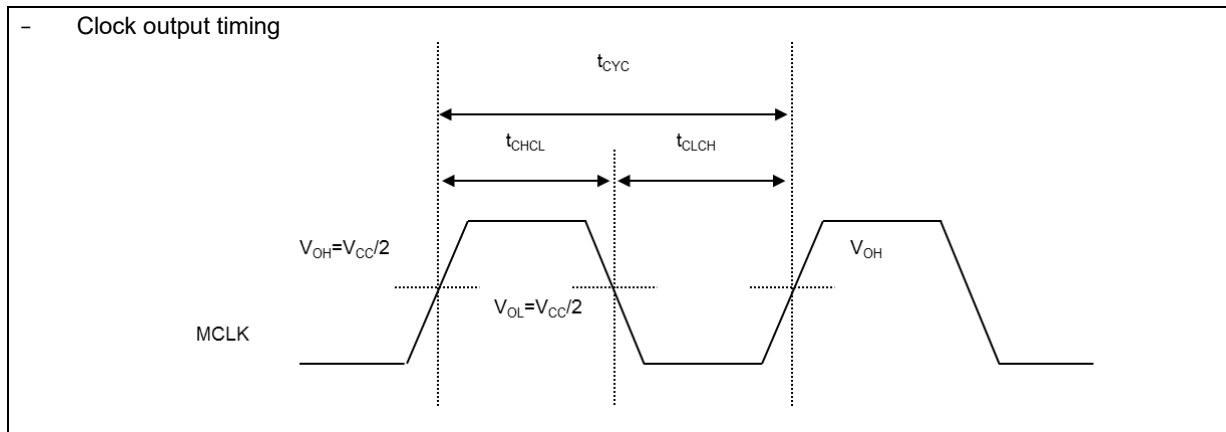 – Clock output timing
tCYC
tCHCL tCLCH
VOH=VCC/2 VOH
VOL=VCC/2
MCLK